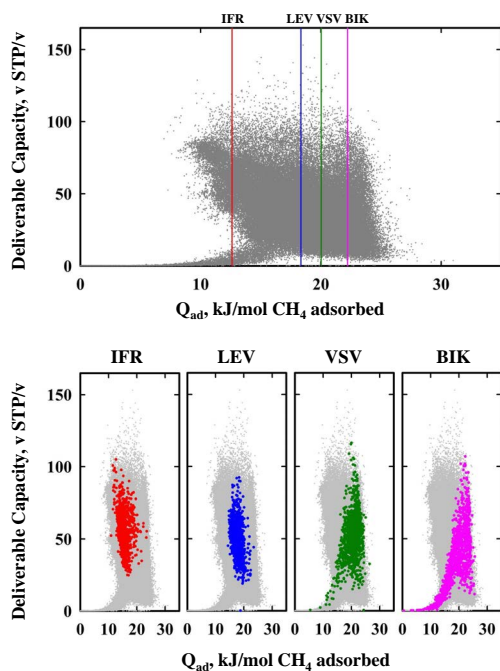 IFR LEV VSV BIK
150
100
50
0
Deliverable Capacity, v STP/v
0 10 20 30
Q_ad, kJ/mol CH₄ adsorbed
IFR LEV VSV BIK
150
100
50
0
Deliverable Capacity, v STP/v
0 10 20 30 0 10 20 30 0 10 20 30 0 10 20 30
Q_ad, kJ/mol CH₄ adsorbed